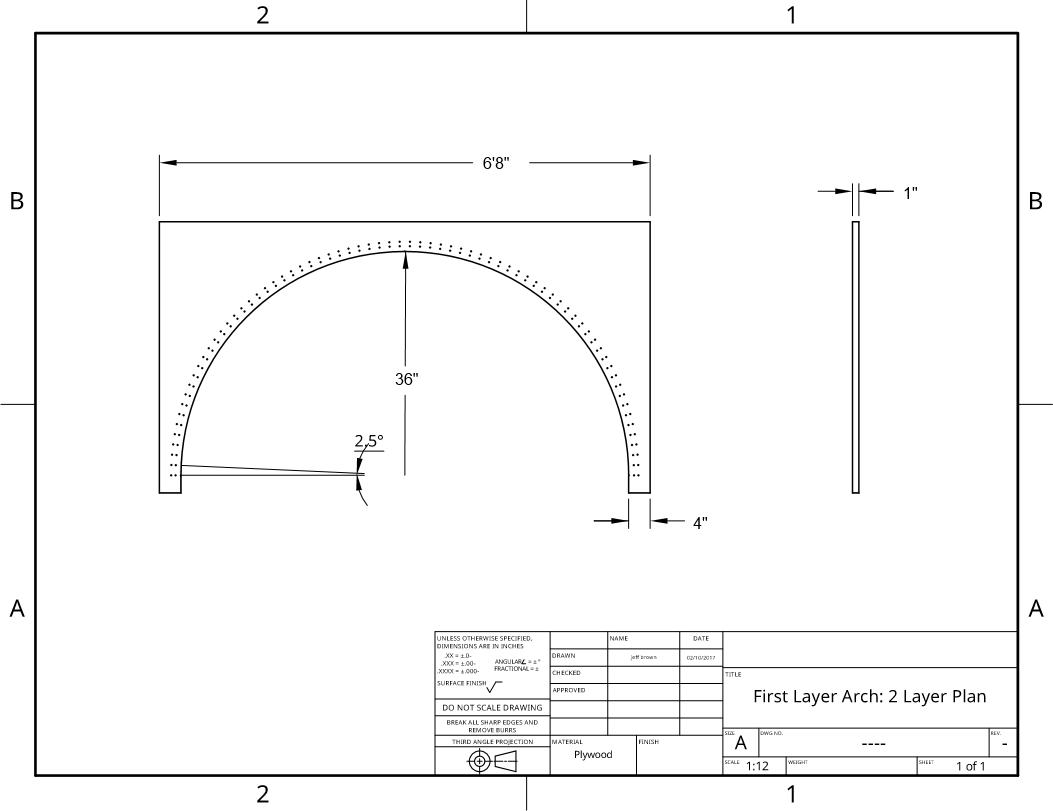 2 1
6'8"
B B
1"
36"
2.5°
4"
A A
UNLESS OTHERWISE SPECIFIED,
DIMENSIONS ARE IN INCHES
.XX = ±.0-
.XXX = ±.00-
.XXXX = ±.000-
ANGULAR∠ = ± °
FRACTIONAL = ±
SURFACE FINISH √
DO NOT SCALE DRAWING
BREAK ALL SHARP EDGES AND
REMOVE BURRS
THIRD ANGLE PROJECTION
NAME DATE
DRAWN jeff brown 02/10/2017
CHECKED
APPROVED
MATERIAL FINISH
Plywood
TITLE
First Layer Arch: 2 Layer Plan
SIZE DWG NO. REV.
A ---- -
SCALE 1:12 WEIGHT SHEET 1 of 1
2 1